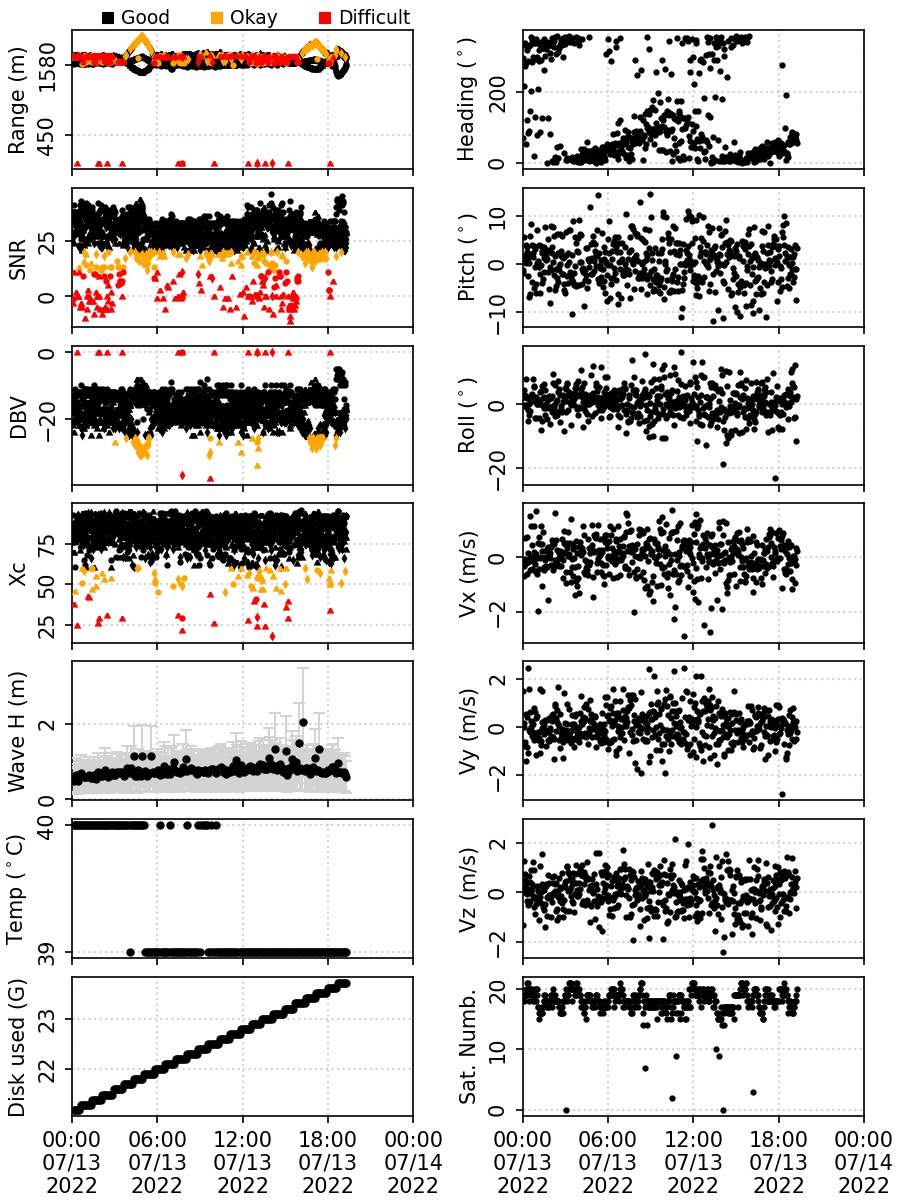 Good Okay Difficult
Range (m)
1580
450
Heading (°)
200
0
SNR
25
0
Pitch (°)
10
0
−10
DBV
0
−20
Roll (°)
0
−20
Xc
75
50
25
Vx (m/s)
0
−2
Wave H (m)
2
0
Vy (m/s)
2
0
−2
Temp (°C)
40
39
Vz (m/s)
2
0
−2
Disk used (G)
23
22
Sat. Numb.
20
10
0
00:00 06:00 12:00 18:00 00:00
07/13 07/13 07/13 07/13 07/14
2022 2022 2022 2022 2022
00:00 06:00 12:00 18:00 00:00
07/13 07/13 07/13 07/13 07/14
2022 2022 2022 2022 2022